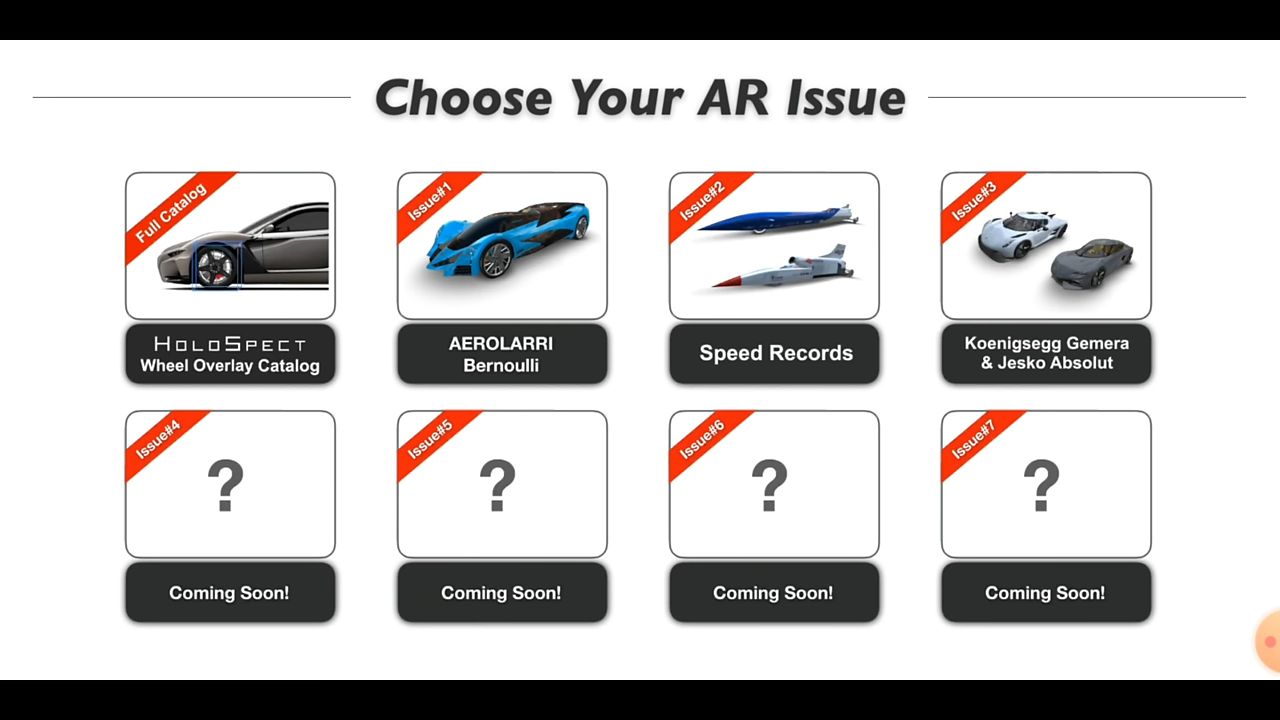 Choose Your AR Issue
Full Catalog
Issue#1
Issue#2
Issue#3
HOLOSPECT
Wheel Overlay Catalog
AEROLARRI
Bernoulli
Speed Records
Koenigsegg Gemera
& Jesko Absolut
Issue#4
Issue#5
Issue#6
Issue#7
?
?
?
?
Coming Soon!
Coming Soon!
Coming Soon!
Coming Soon!